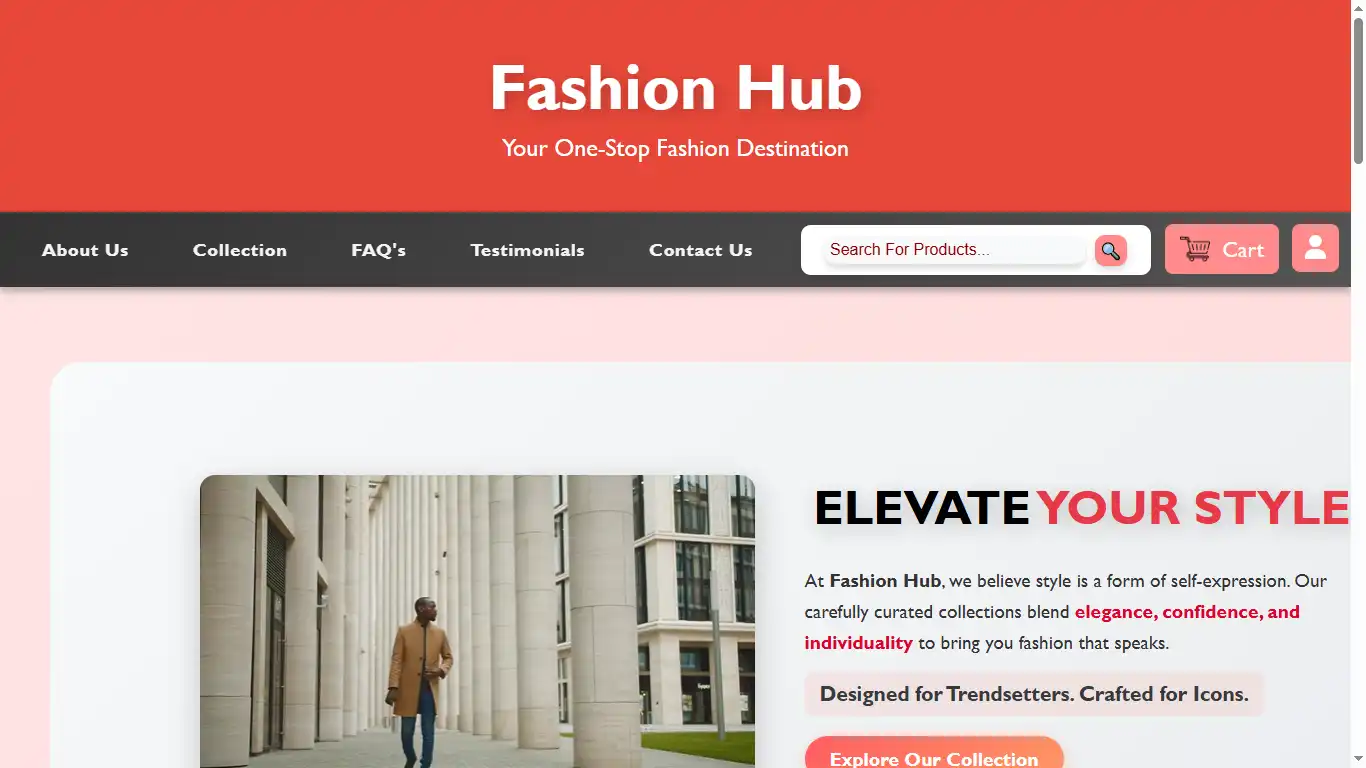 Fashion Hub
Your One-Stop Fashion Destination
About Us
Collection
FAQ's
Testimonials
Contact Us
Search For Products...
Cart
ELEVATE YOUR STYLE
At Fashion Hub, we believe style is a form of self-expression. Our
carefully curated collections blend elegance, confidence, and
individuality to bring you fashion that speaks.
Designed for Trendsetters. Crafted for Icons.
Explore Our Collection